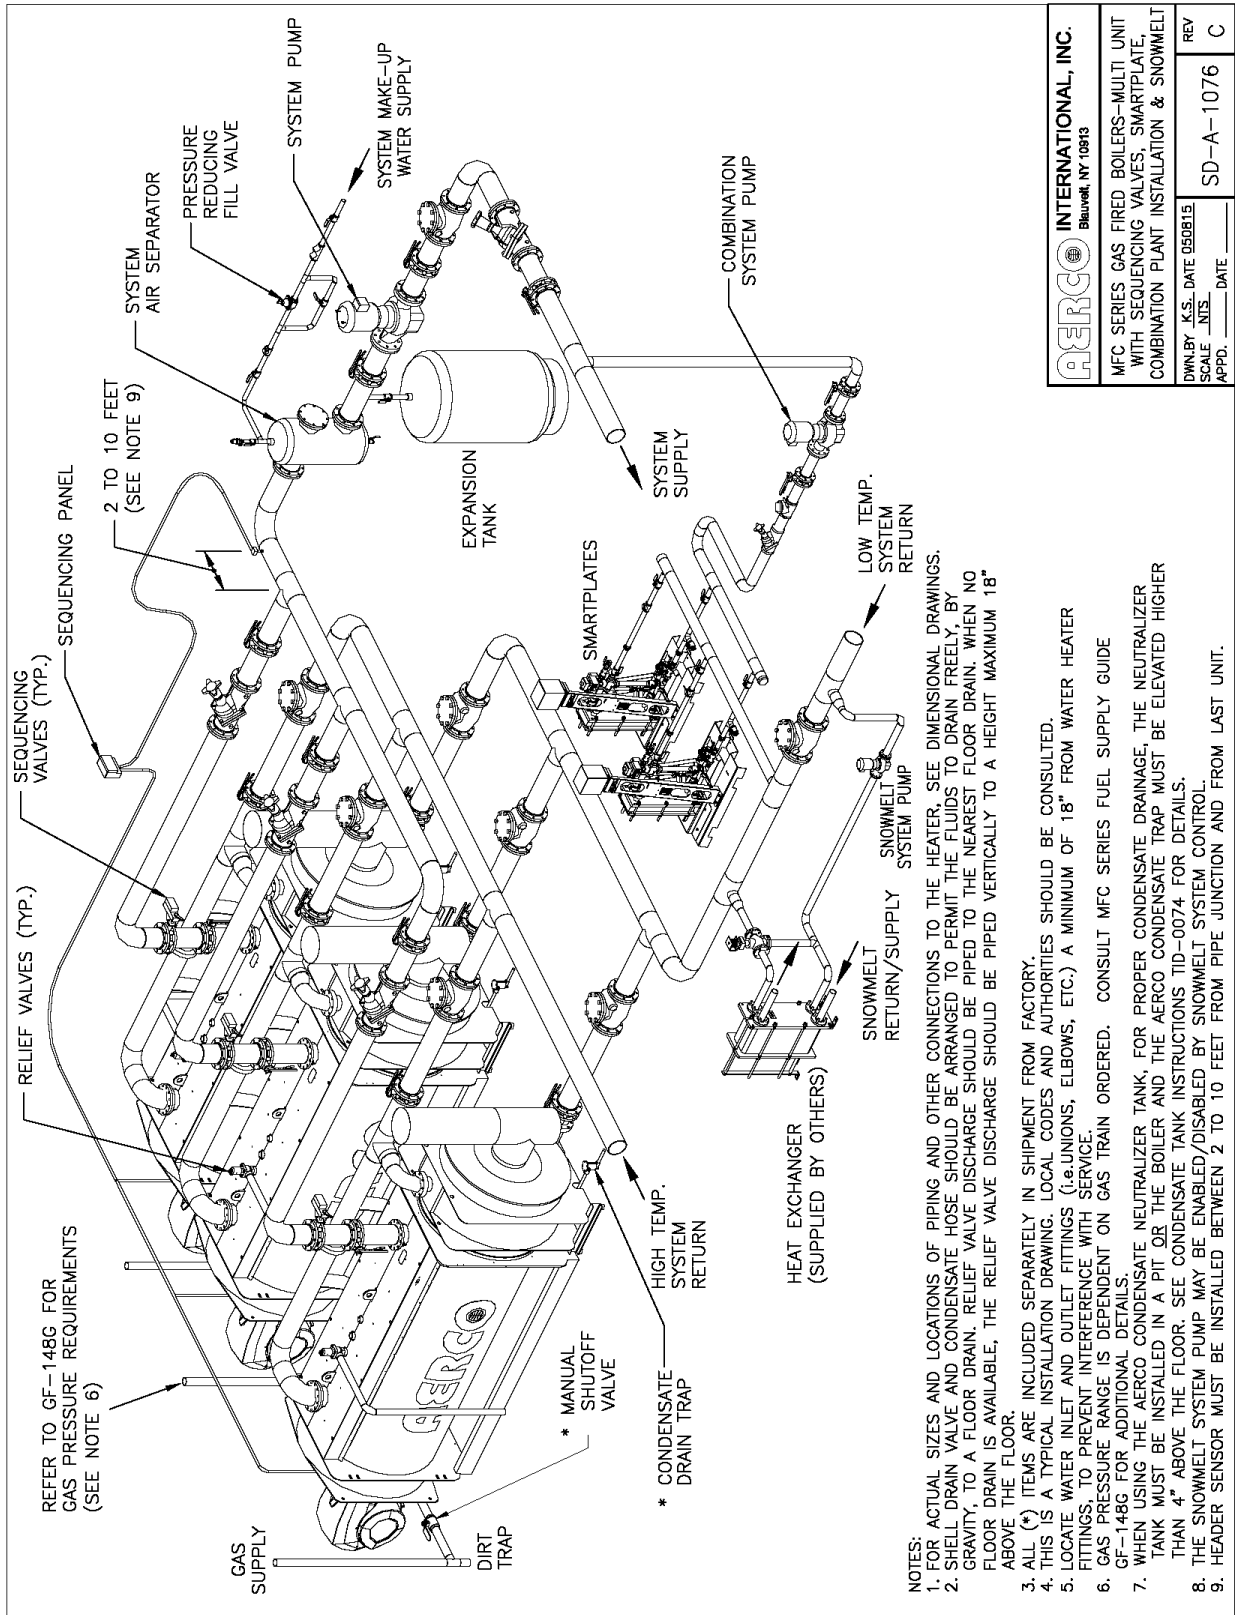 RELIEF VALVES (TYP.)
SEQUENCING
VALVES (TYP.)
SEQUENCING PANEL
2 TO 10 FEET
(SEE NOTE 9)
SYSTEM
AIR SEPARATOR
PRESSURE
REDUCING
FILL VALVE
SYSTEM PUMP
SYSTEM MAKE-UP
WATER SUPPLY
REFER TO GF-148G FOR
GAS PRESSURE REQUIREMENTS
(SEE NOTE 6)
GAS
SUPPLY
DIRT
TRAP
* MANUAL
SHUTOFF
VALVE
* CONDENSATE
DRAIN TRAP
HIGH TEMP.
SYSTEM
RETURN
AERCO
EXPANSION
TANK
SYSTEM
SUPPLY
COMBINATION
SYSTEM PUMP
SMARTPLATES
LOW TEMP.
SYSTEM
RETURN
SNOWMELT
SYSTEM PUMP
SNOWMELT
RETURN/SUPPLY
HEAT EXCHANGER
(SUPPLIED BY OTHERS)
NOTES:
1. FOR ACTUAL SIZES AND LOCATIONS OF PIPING AND OTHER CONNECTIONS TO THE HEATER, SEE DIMENSIONAL DRAWINGS.
2. SHELL DRAIN VALVE AND CONDENSATE HOSE SHOULD BE ARRANGED TO PERMIT THE FLUIDS TO DRAIN FREELY, BY
GRAVITY, TO A FLOOR DRAIN. RELIEF VALVE DISCHARGE SHOULD BE PIPED TO THE NEAREST FLOOR DRAIN. WHEN NO
FLOOR DRAIN IS AVAILABLE, THE RELIEF VALVE DISCHARGE SHOULD BE PIPED VERTICALLY TO A HEIGHT MAXIMUM 18"
ABOVE THE FLOOR.
3. ALL (*) ITEMS ARE INCLUDED SEPARATELY IN SHIPMENT FROM FACTORY.
4. THIS IS A TYPICAL INSTALLATION DRAWING. LOCAL CODES AND AUTHORITIES SHOULD BE CONSULTED.
5. LOCATE WATER INLET AND OUTLET FITTINGS (i.e.UNIONS, ELBOWS, ETC.) A MINIMUM OF 18" FROM WATER HEATER
FITTINGS, TO PREVENT INTERFERENCE WITH SERVICE.
6. GAS PRESSURE RANGE IS DEPENDENT ON GAS TRAIN ORDERED. CONSULT MFC SERIES FUEL SUPPLY GUIDE
GF-148G FOR ADDITIONAL DETAILS.
7. WHEN USING THE AERCO CONDENSATE NEUTRALIZER TANK, FOR PROPER CONDENSATE DRAINAGE, THE NEUTRALIZER
TANK MUST BE INSTALLED IN A PIT OR THE BOILER AND THE AERCO CONDENSATE TRAP MUST BE ELEVATED HIGHER
THAN 4" ABOVE THE FLOOR. SEE CONDENSATE TANK INSTRUCTIONS TID-0074 FOR DETAILS.
8. THE SNOWMELT SYSTEM PUMP MAY BE ENABLED/DISABLED BY SNOWMELT SYSTEM CONTROL.
9. HEADER SENSOR MUST BE INSTALLED BETWEEN 2 TO 10 FEET FROM PIPE JUNCTION AND FROM LAST UNIT.
AERCO INTERNATIONAL, INC.
Blauvelt, NY 10913
MFC SERIES GAS FIRED BOILERS-MULTI UNIT
WITH SEQUENCING VALVES, SMARTPLATE,
COMBINATION PLANT INSTALLATION & SNOWMELT
DWN.BY K.S. DATE 050815
SCALE NTS
APPD. DATE
SD-A-1076
REV
C